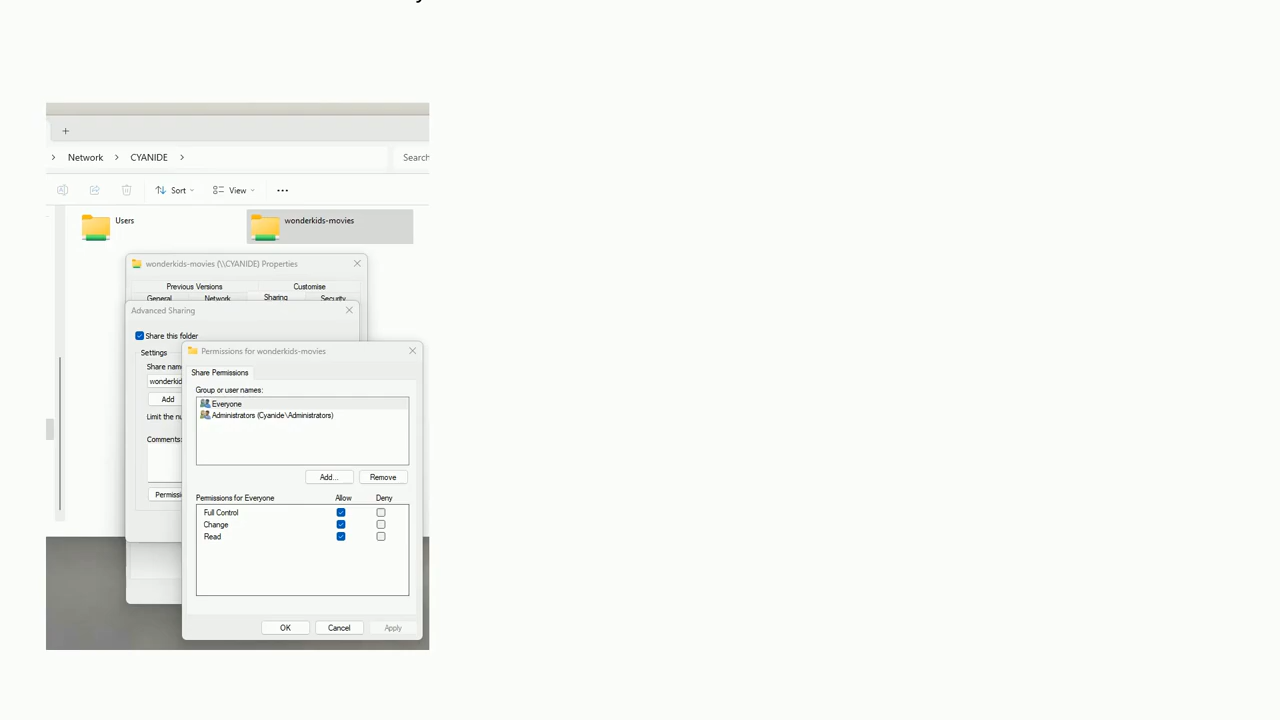 +
Network > CYANIDE > Search
Sort View ...
Users wonderkids-movies
wonderkids-movies (\\CYANIDE) Properties
Previous Versions Customise
General Network Sharing Security
Advanced Sharing
Share this folder
Permissions for wonderkids-movies
Settings
Share Permissions
Share nam
Group or user names:
wonderkid
Everyone
Add
Administrators (Cyanide\Administrators)
Limit the nu
Comments:
Add... Remove
Permissi
Permissions for Everyone Allow Deny
Full Control
Change
Read
OK Cancel Apply